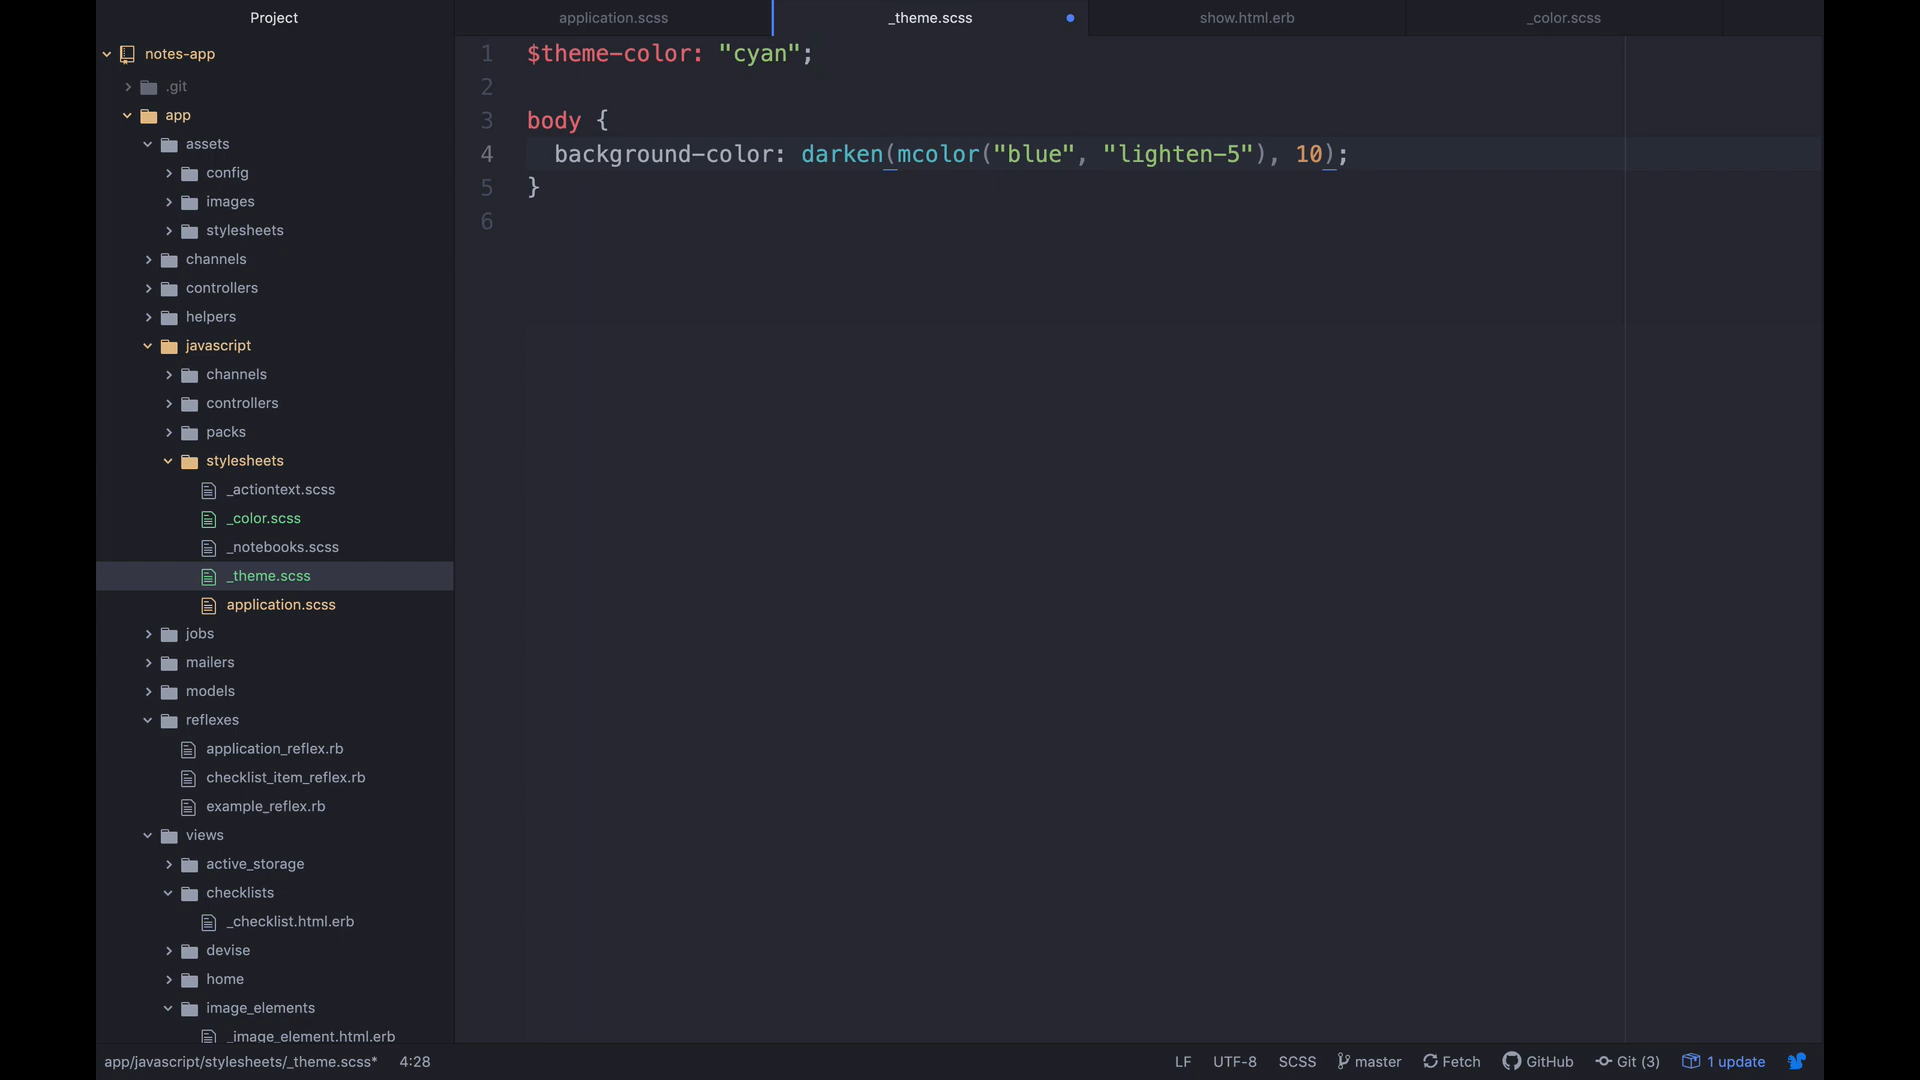 Project
notes-app
.git
app
assets
config
images
stylesheets
channels
controllers
helpers
javascript
channels
controllers
packs
stylesheets
_actiontext.scss
_color.scss
_notebooks.scss
_theme.scss
application.scss
jobs
mailers
models
reflexes
application_reflex.rb
checklist_item_reflex.rb
example_reflex.rb
views
active_storage
checklists
_checklist.html.erb
devise
home
image_elements
_image_element.html.erb
application.scss
_theme.scss
show.html.erb
_color.scss
1 $theme-color: "cyan";
2
3 body {
4 background-color: darken(mcolor("blue", "lighten-5"), 10);
5 }
6
app/javascript/stylesheets/_theme.scss* 4:28 LF UTF-8 SCSS master Fetch GitHub Git (3) 1 update